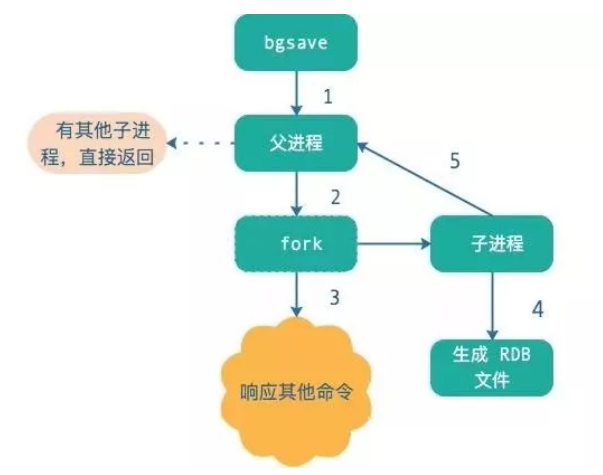 bgsave
1
有其他子进
程，直接返回
父进程
5
2
fork
子进程
3
4
生成 RDB
文件
响应其他命令